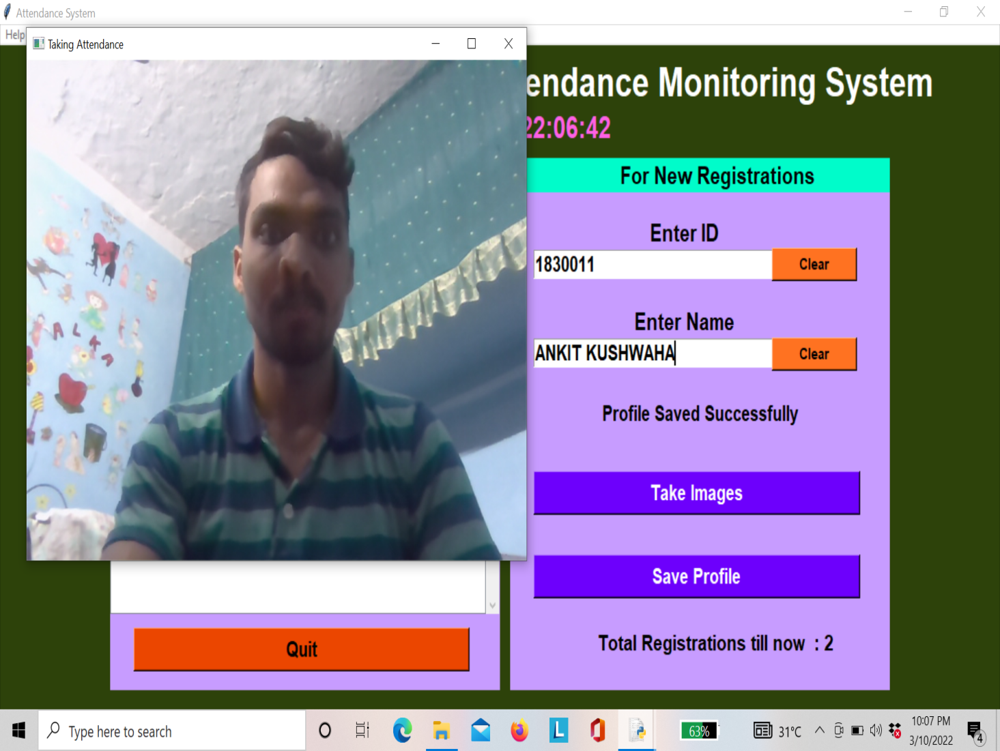 Attendance System
Help
Taking Attendance
endance Monitoring System
22:06:42
For New Registrations
Enter ID
1830011
Clear
Enter Name
ANKIT KUSHWAHA
Clear
Profile Saved Successfully
Take Images
Save Profile
Total Registrations till now : 2
Quit
ALKA
Type here to search
L
63%
31°C
10:07 PM
3/10/2022
4